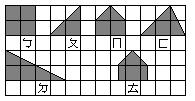 ㄅ ㄆ ㄇ ㄈ
ㄉ ㄊ